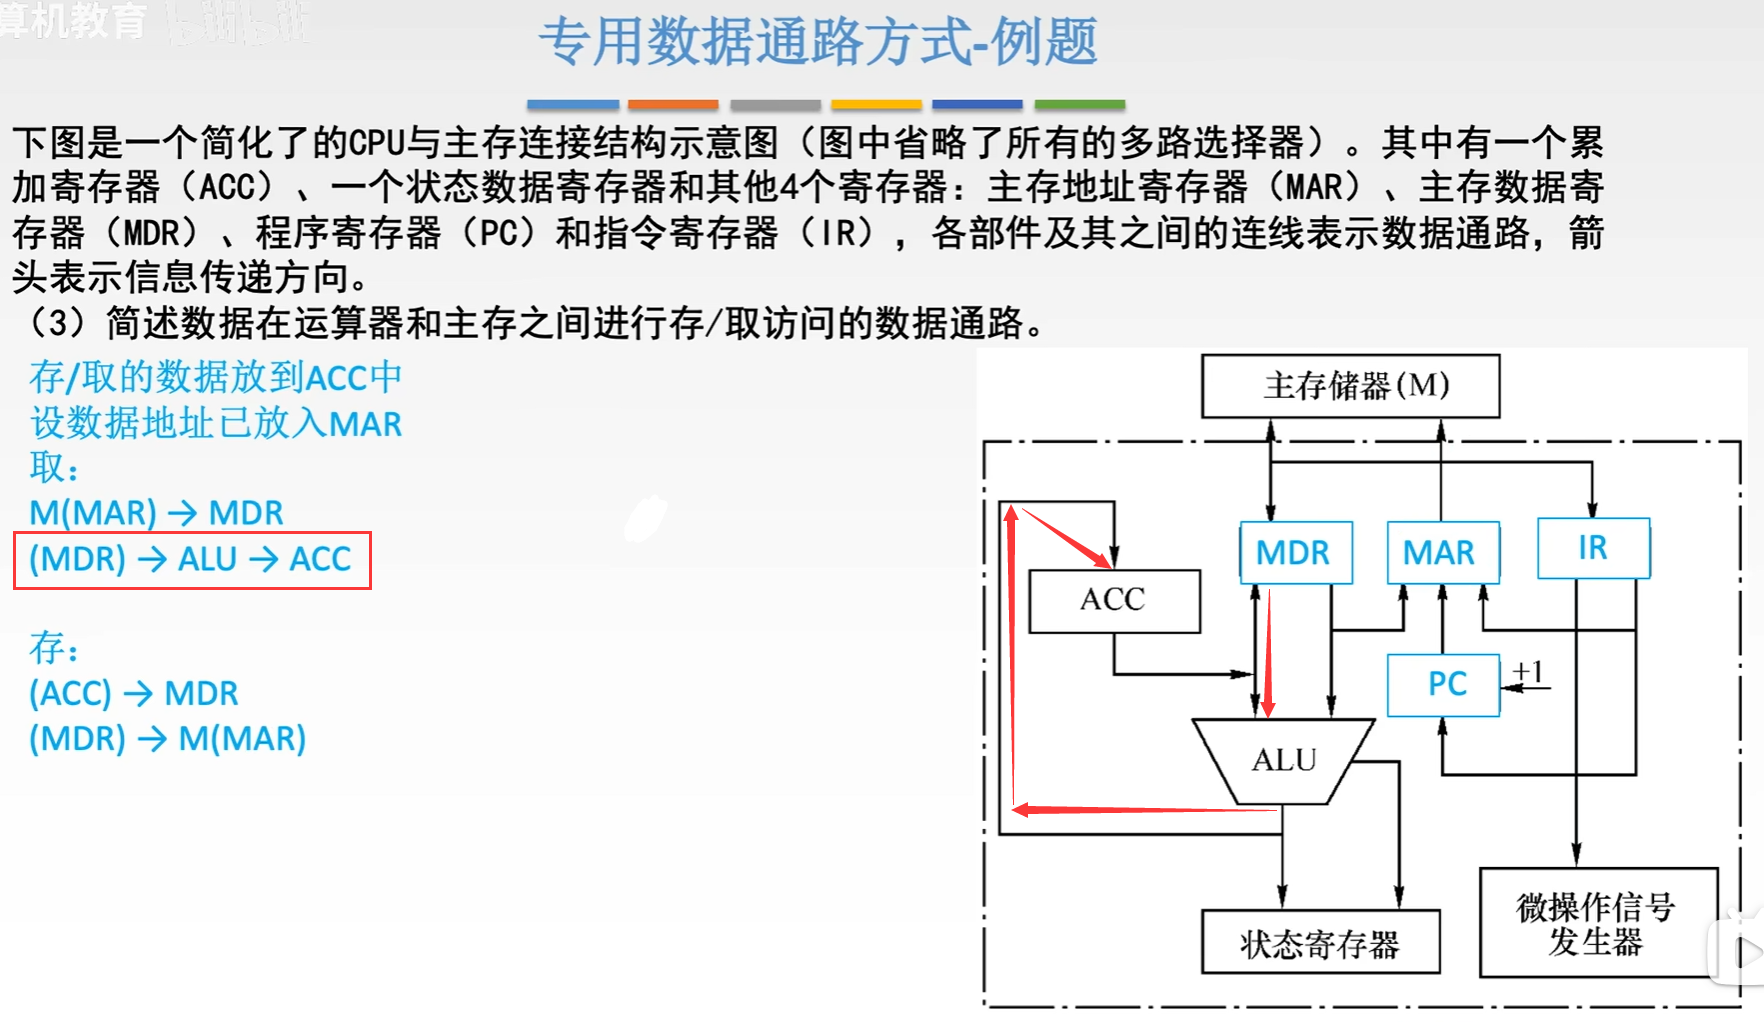 算机教育 bilibili
专用数据通路方式-例题
下图是一个简化了的CPU与主存连接结构示意图（图中省略了所有的多路选择器）。其中有一个累
加寄存器（ACC）、一个状态数据寄存器和其他4个寄存器：主存地址寄存器（MAR）、主存数据寄
存器（MDR）、程序寄存器（PC）和指令寄存器（IR），各部件及其之间的连线表示数据通路，箭
头表示信息传递方向。
（3）简述数据在运算器和主存之间进行存/取访问的数据通路。
存/取的数据放到ACC中
设数据地址已放入MAR
取：
M(MAR) → MDR
(MDR) → ALU → ACC
存：
(ACC) → MDR
(MDR) → M(MAR)
主存储器(M)
MDR
MAR
IR
ACC
PC
+1
ALU
状态寄存器
微操作信号
发生器